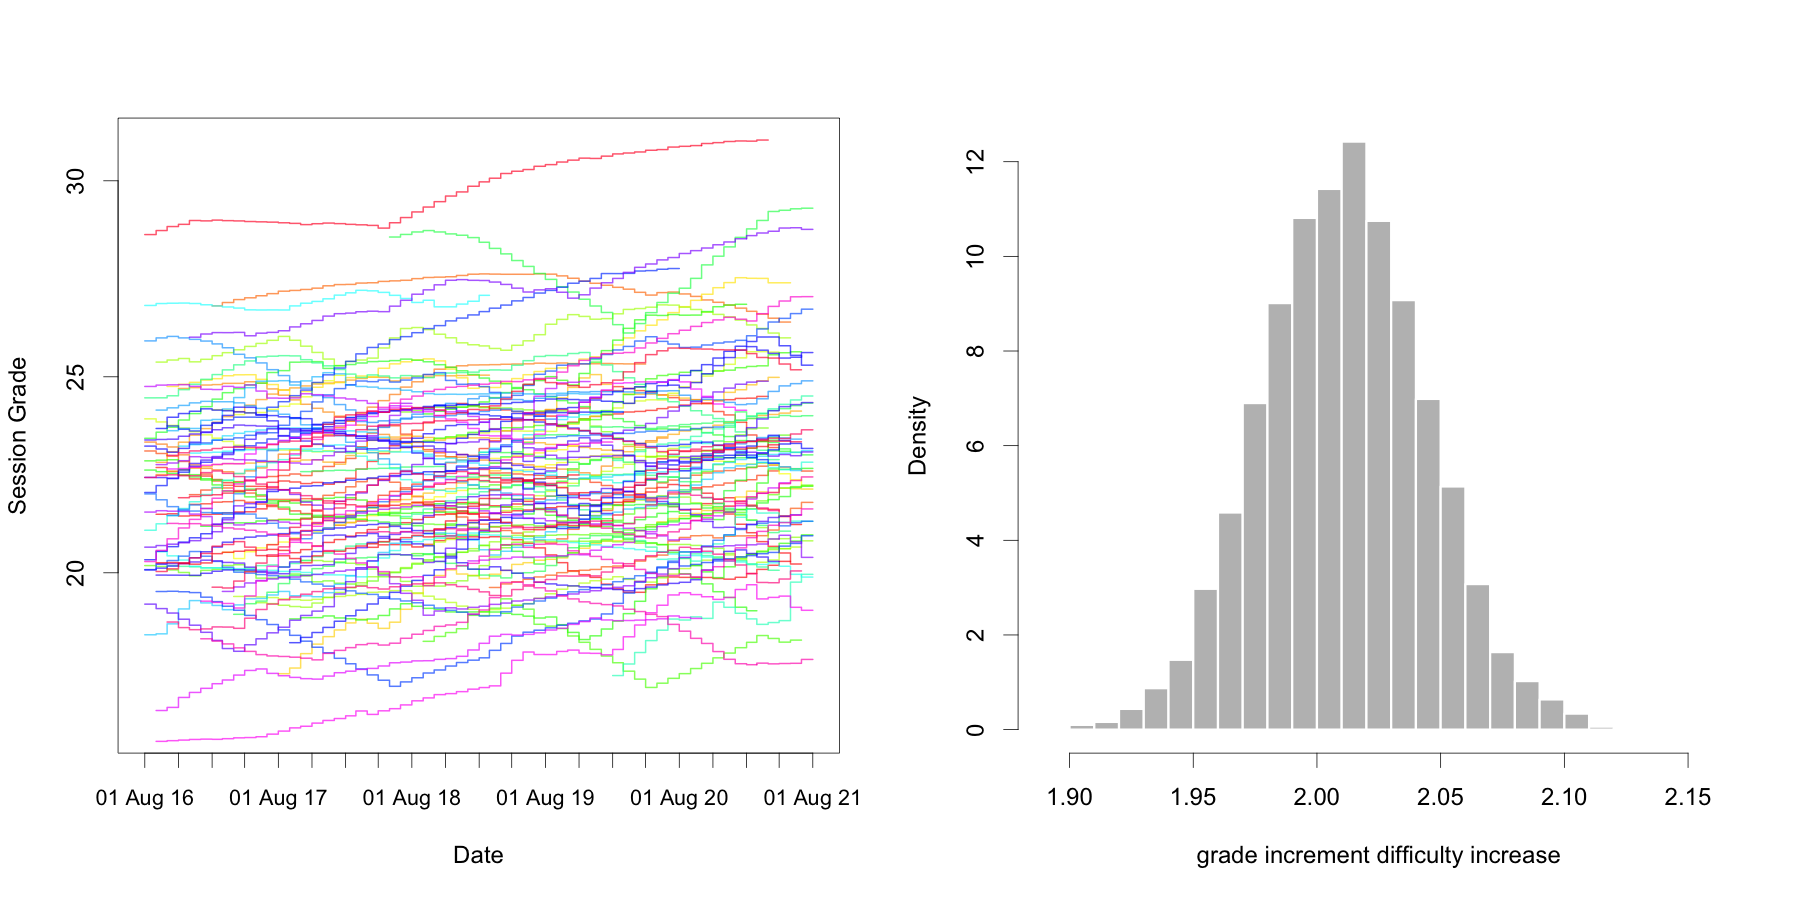 Session Grade
30
25
20
01 Aug 16 01 Aug 17 01 Aug 18 01 Aug 19 01 Aug 20 01 Aug 21
Date
Density
12
10
8
6
4
2
0
1.90 1.95 2.00 2.05 2.10 2.15
grade increment difficulty increase